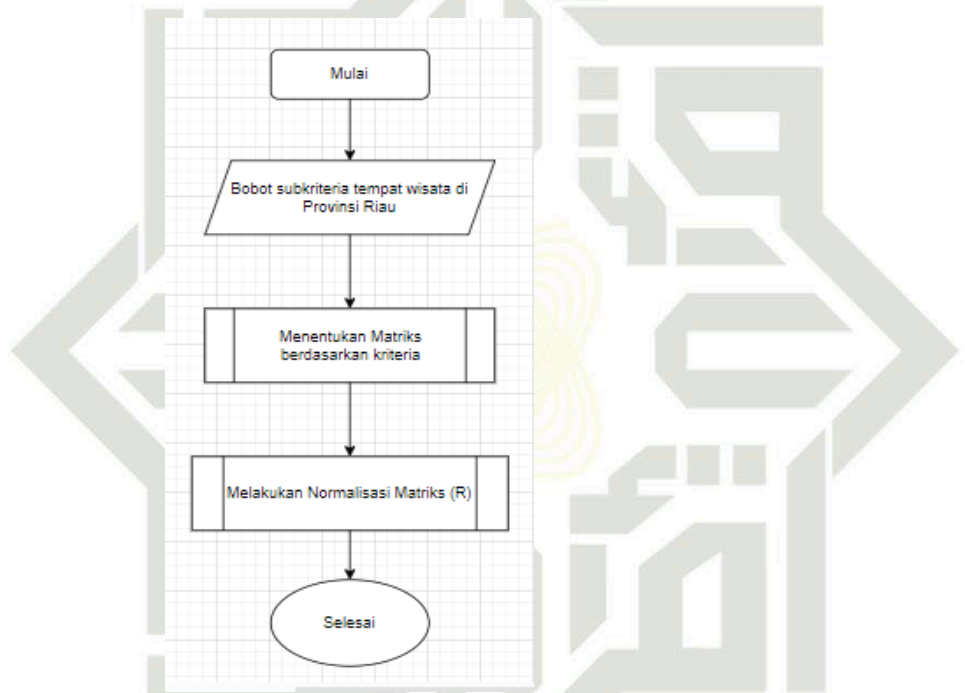 Mulai
Bobot subkriteria tempat wisata di
Provinsi Riau
Menentukan Matriks
berdasarkan kriteria
Melakukan Normalisasi Matriks (R)
Selesai